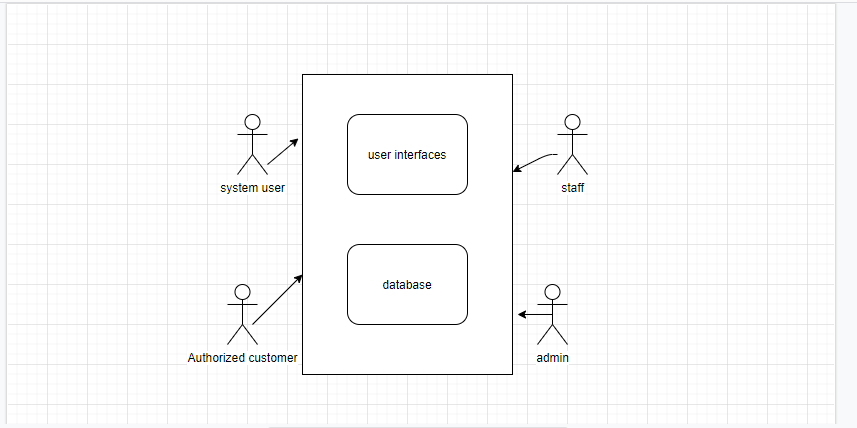 user interfaces
system user
staff
database
Authorized customer
admin